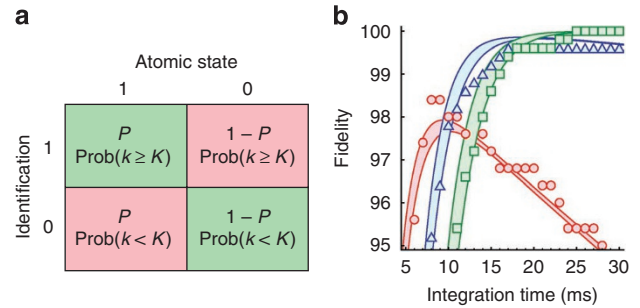 a
Atomic state
1 0
Identification
1
P
Prob(k ≥ K)
1 – P
Prob(k ≥ K)
0
P
Prob(k < K)
1 – P
Prob(k < K)
b
Fidelity
100
99
98
97
96
95
5 10 15 20 25 30
Integration time (ms)